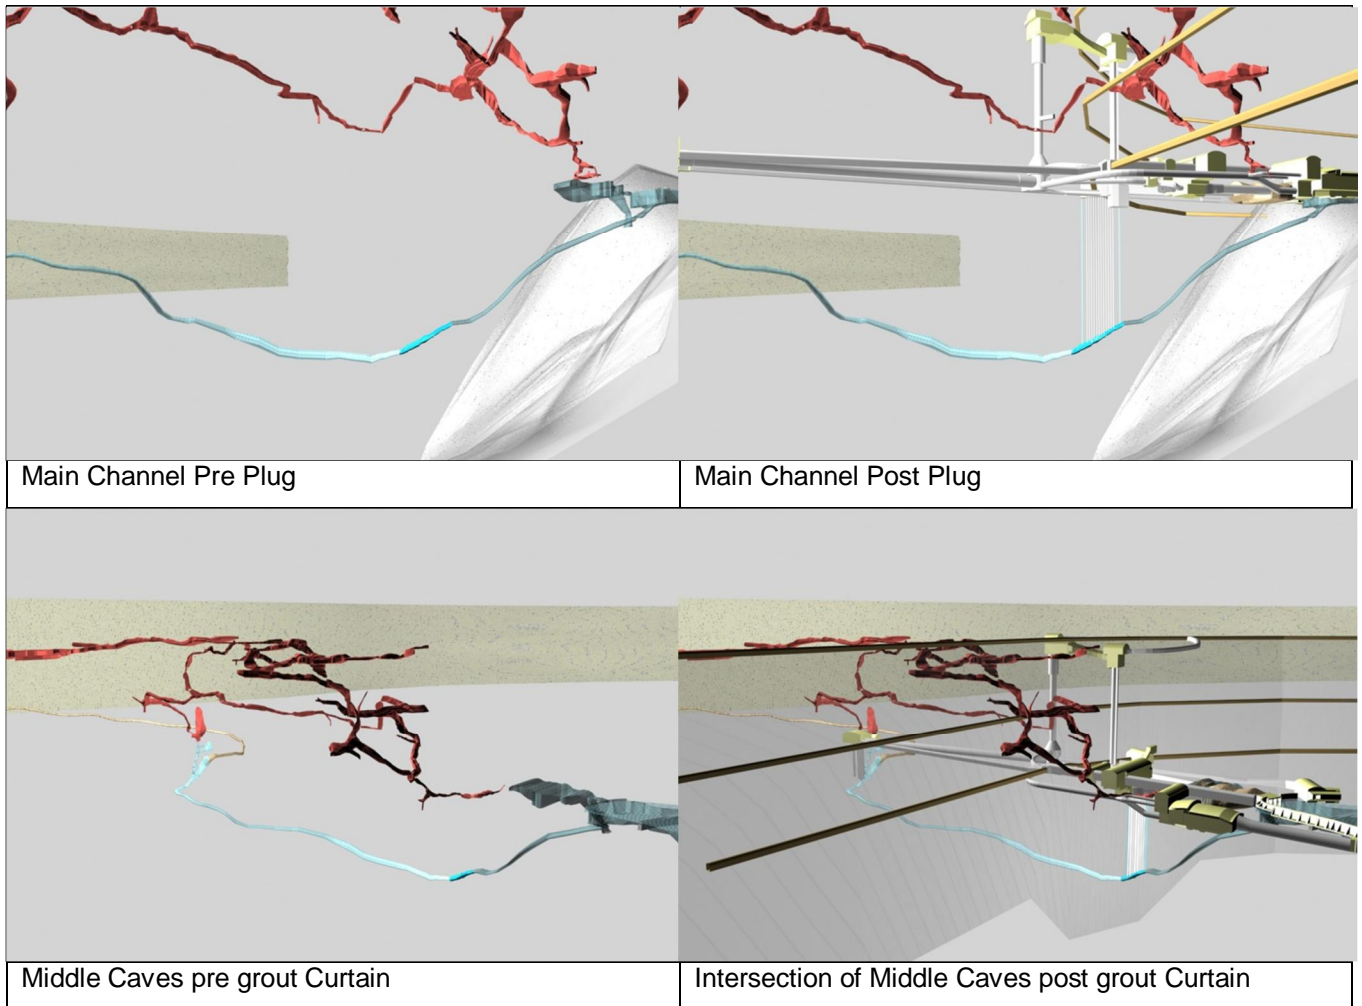 Main Channel Pre Plug
Main Channel Post Plug
Middle Caves pre grout Curtain
Intersection of Middle Caves post grout Curtain